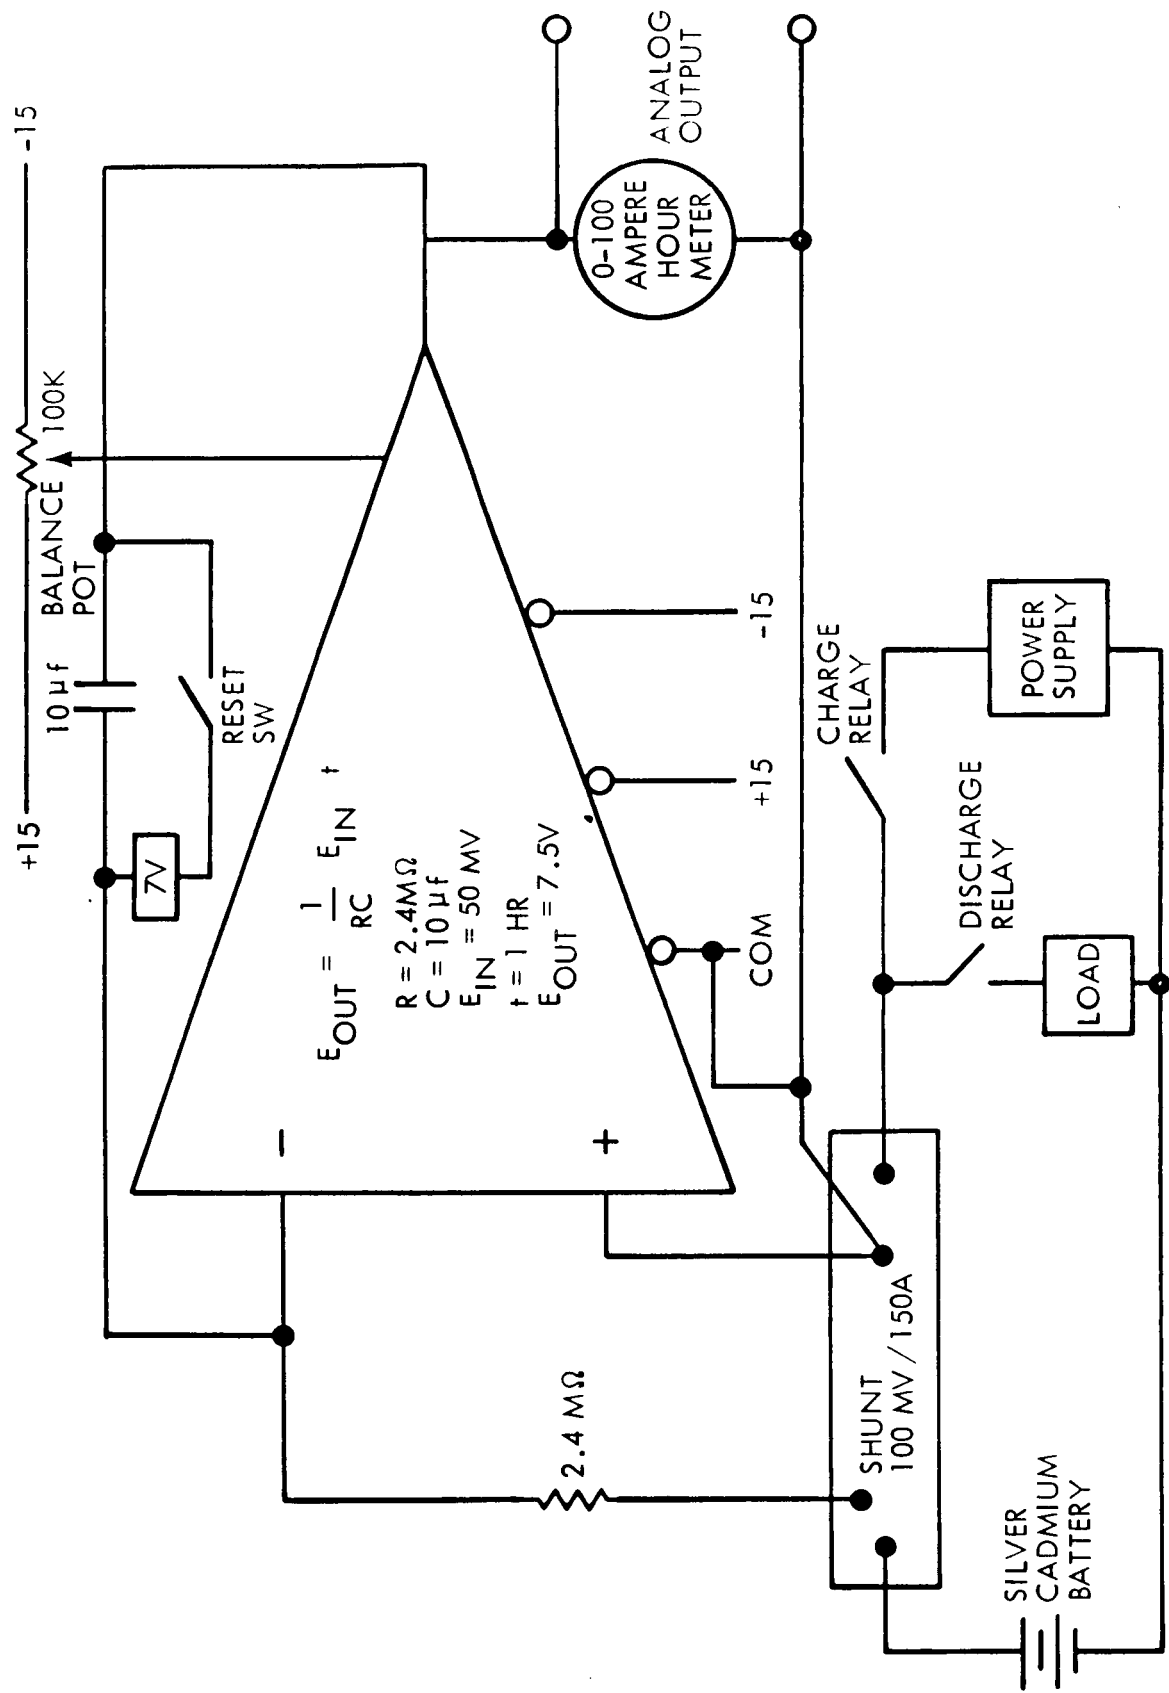 +15
-15
100K
BALANCE
POT
10 µf
RESET
SW
7V
E_OUT = 1/RC E_IN t
R = 2.4MΩ
C = 10 µf
E_IN = 50 MV
t = 1 HR
E_OUT = 7.5V
-
+
COM
+15
-15
0-100
AMPERE
HOUR
METER
ANALOG
OUTPUT
2.4 MΩ
SHUNT
100 MV/150A
CHARGE
RELAY
DISCHARGE
RELAY
POWER
SUPPLY
LOAD
SILVER
CADMIUM
BATTERY